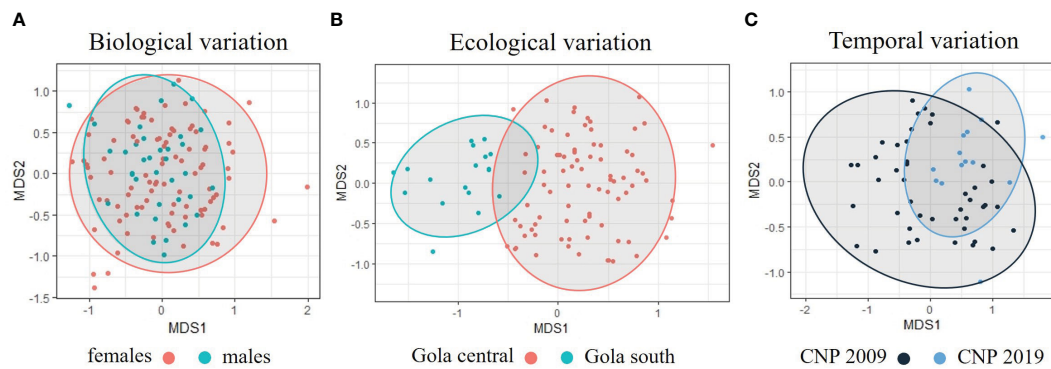 A
Biological variation
MDS2
1.0
0.5
0.0
-0.5
-1.0
-1.5
-1
0
1
2
MDS1
females
males
B
Ecological variation
MDS2
1.0
0.5
0.0
-0.5
-1.0
-1
0
1
MDS1
Gola central
Gola south
C
Temporal variation
MDS2
1.0
0.5
0.0
-0.5
-1.0
-2
-1
0
1
MDS1
CNP 2009
CNP 2019